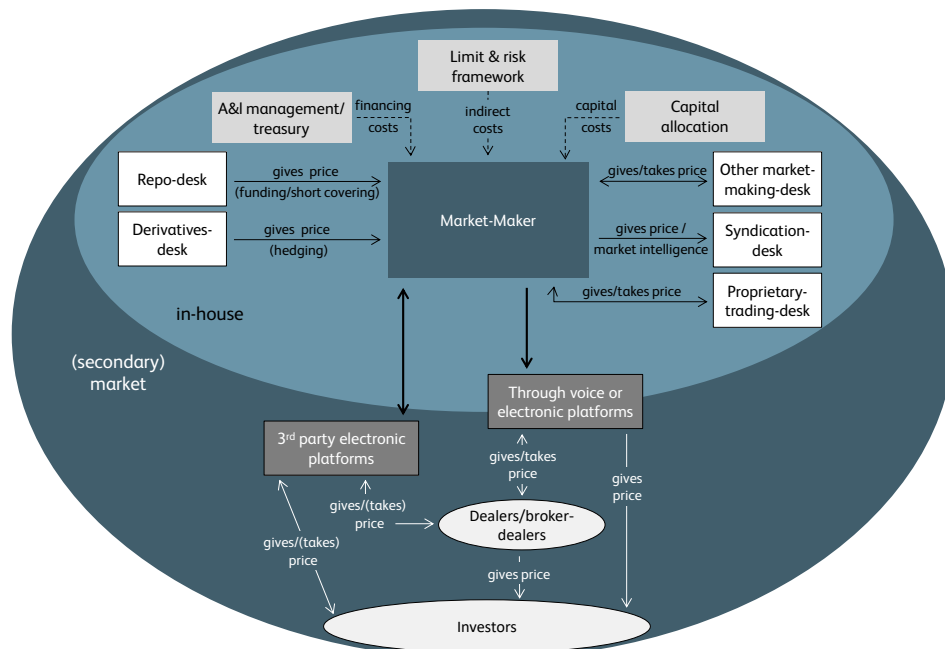 Limit & risk
framework
A&l management/
treasury
financing
costs
indirect
costs
capital
costs
Capital
allocation
Repo-desk
gives price
(funding/short covering)
Market-Maker
gives/takes price
Other market-
making-desk
Derivatives-
desk
gives price
(hedging)
gives price /
market intelligence
Syndication-
desk
gives/takes price
Proprietary-
trading-desk
in-house
(secondary)
market
Through voice or
electronic platforms
3rd party electronic
platforms
gives/takes
price
gives
price
gives/(takes)
price
Dealers/broker-
dealers
gives/(takes)
price
gives price
Investors